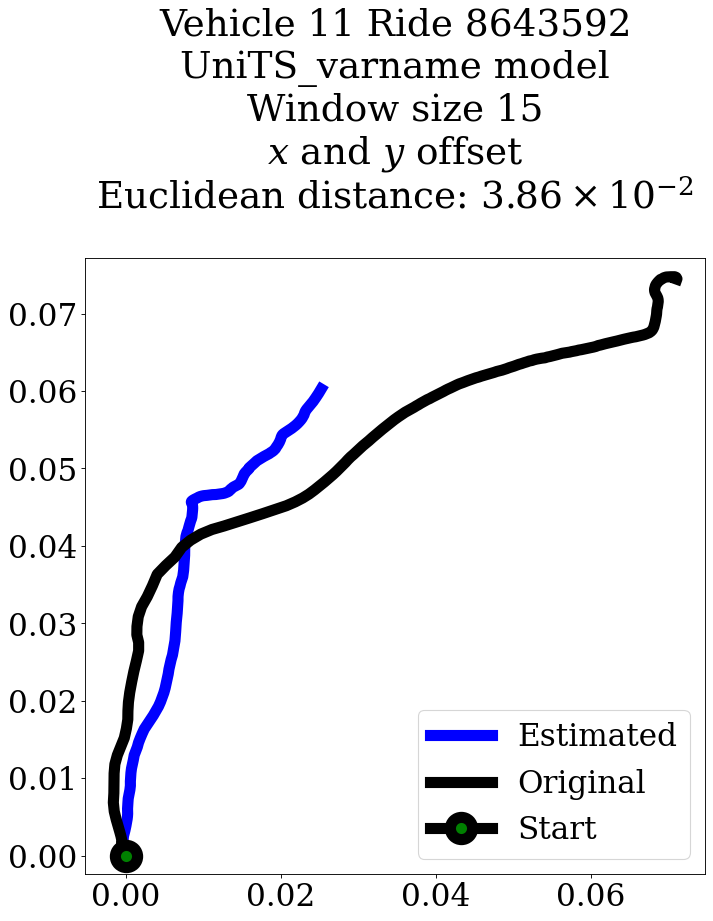 Vehicle 11 Ride 8643592
UniTS_varname model
Window size 15
x and y offset
Euclidean distance: 3.86 × 10⁻²
0.07
0.06
0.05
0.04
0.03
0.02
0.01
0.00
Estimated
Original
Start
0.00 0.02 0.04 0.06